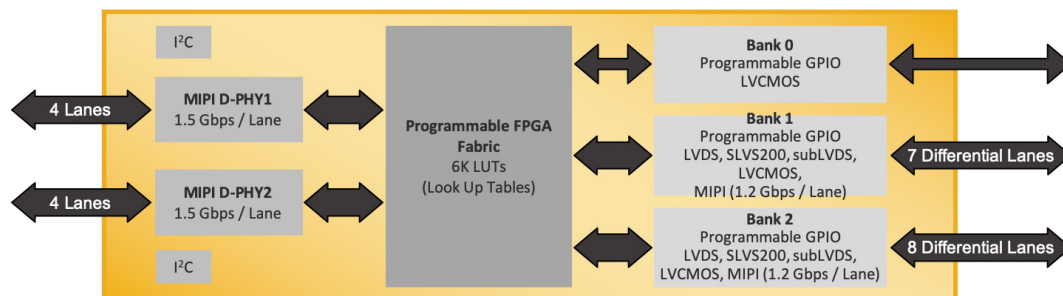 I²C
4 Lanes
MIPI D-PHY1
1.5 Gbps / Lane
4 Lanes
MIPI D-PHY2
1.5 Gbps / Lane
I²C
Programmable FPGA
Fabric
6K LUTs
(Look Up Tables)
Bank 0
Programmable GPIO
LVCMOS
Bank 1
Programmable GPIO
LVDS, SLVS200, subLVDS,
LVCMOS,
MIPI (1.2 Gbps / Lane)
7 Differential Lanes
Bank 2
Programmable GPIO
LVDS, SLVS200, subLVDS,
LVCMOS, MIPI (1.2 Gbps / Lane)
8 Differential Lanes